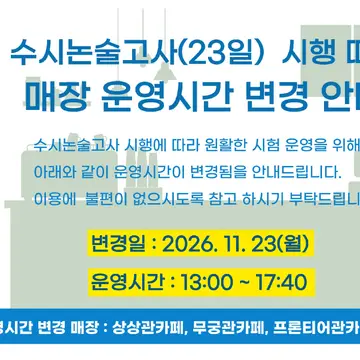 수시논술고사(23일) 시행
매장 운영시간 변경
수시논술고사 시행에 따라 원활한 시험 운영을 위해
아래와 같이 운영시간이 변경됨을 안내드립니다.
이용에 불편이 없으시도록 참고 하시기 부탁드립니
변경일 : 2026. 11. 23(월)
운영시간 : 13:00 ~ 17:40
시간 변경 매장 : 상상관카페, 무궁관카페, 프론티어관카